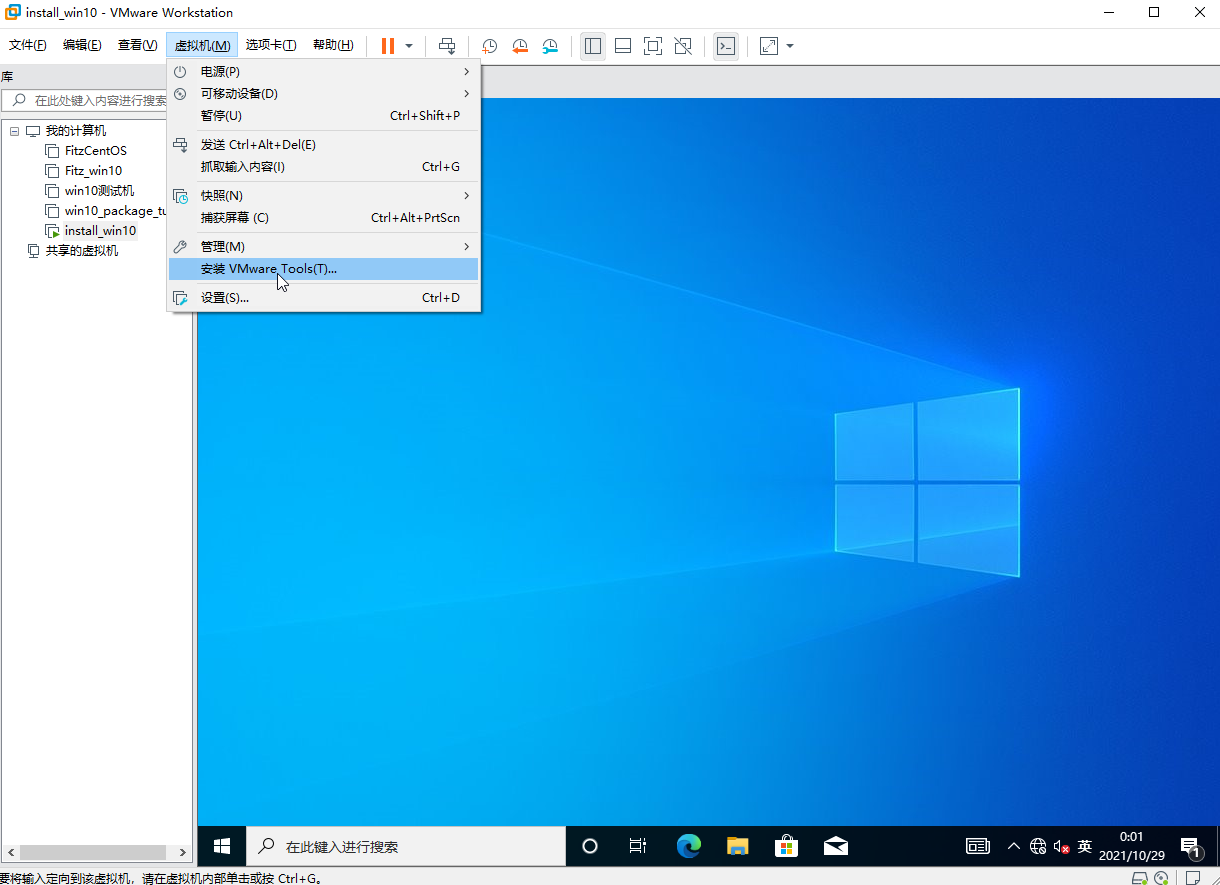 install_win10 - VMware Workstation
文件(F) 编辑(E) 查看(V) 虚拟机(M) 选项卡(T) 帮助(H)
库
在此处键入内容进行搜索
我的计算机
FitzCentOS
Fitz_win10
win10测试机
win10_package_tu
install_win10
共享的虚拟机
电源(P)
可移动设备(D)
暂停(U) Ctrl+Shift+P
发送 Ctrl+Alt+Del(E)
抓取输入内容(I) Ctrl+G
快照(N)
捕获屏幕 (C) Ctrl+Alt+PrtScn
管理(M)
安装 VMware Tools(T)...
设置(S)... Ctrl+D
在此键入进行搜索
英
0:01
2021/10/29
1
要将输入定向到该虚拟机，请在虚拟机内部单击或按 Ctrl+G。